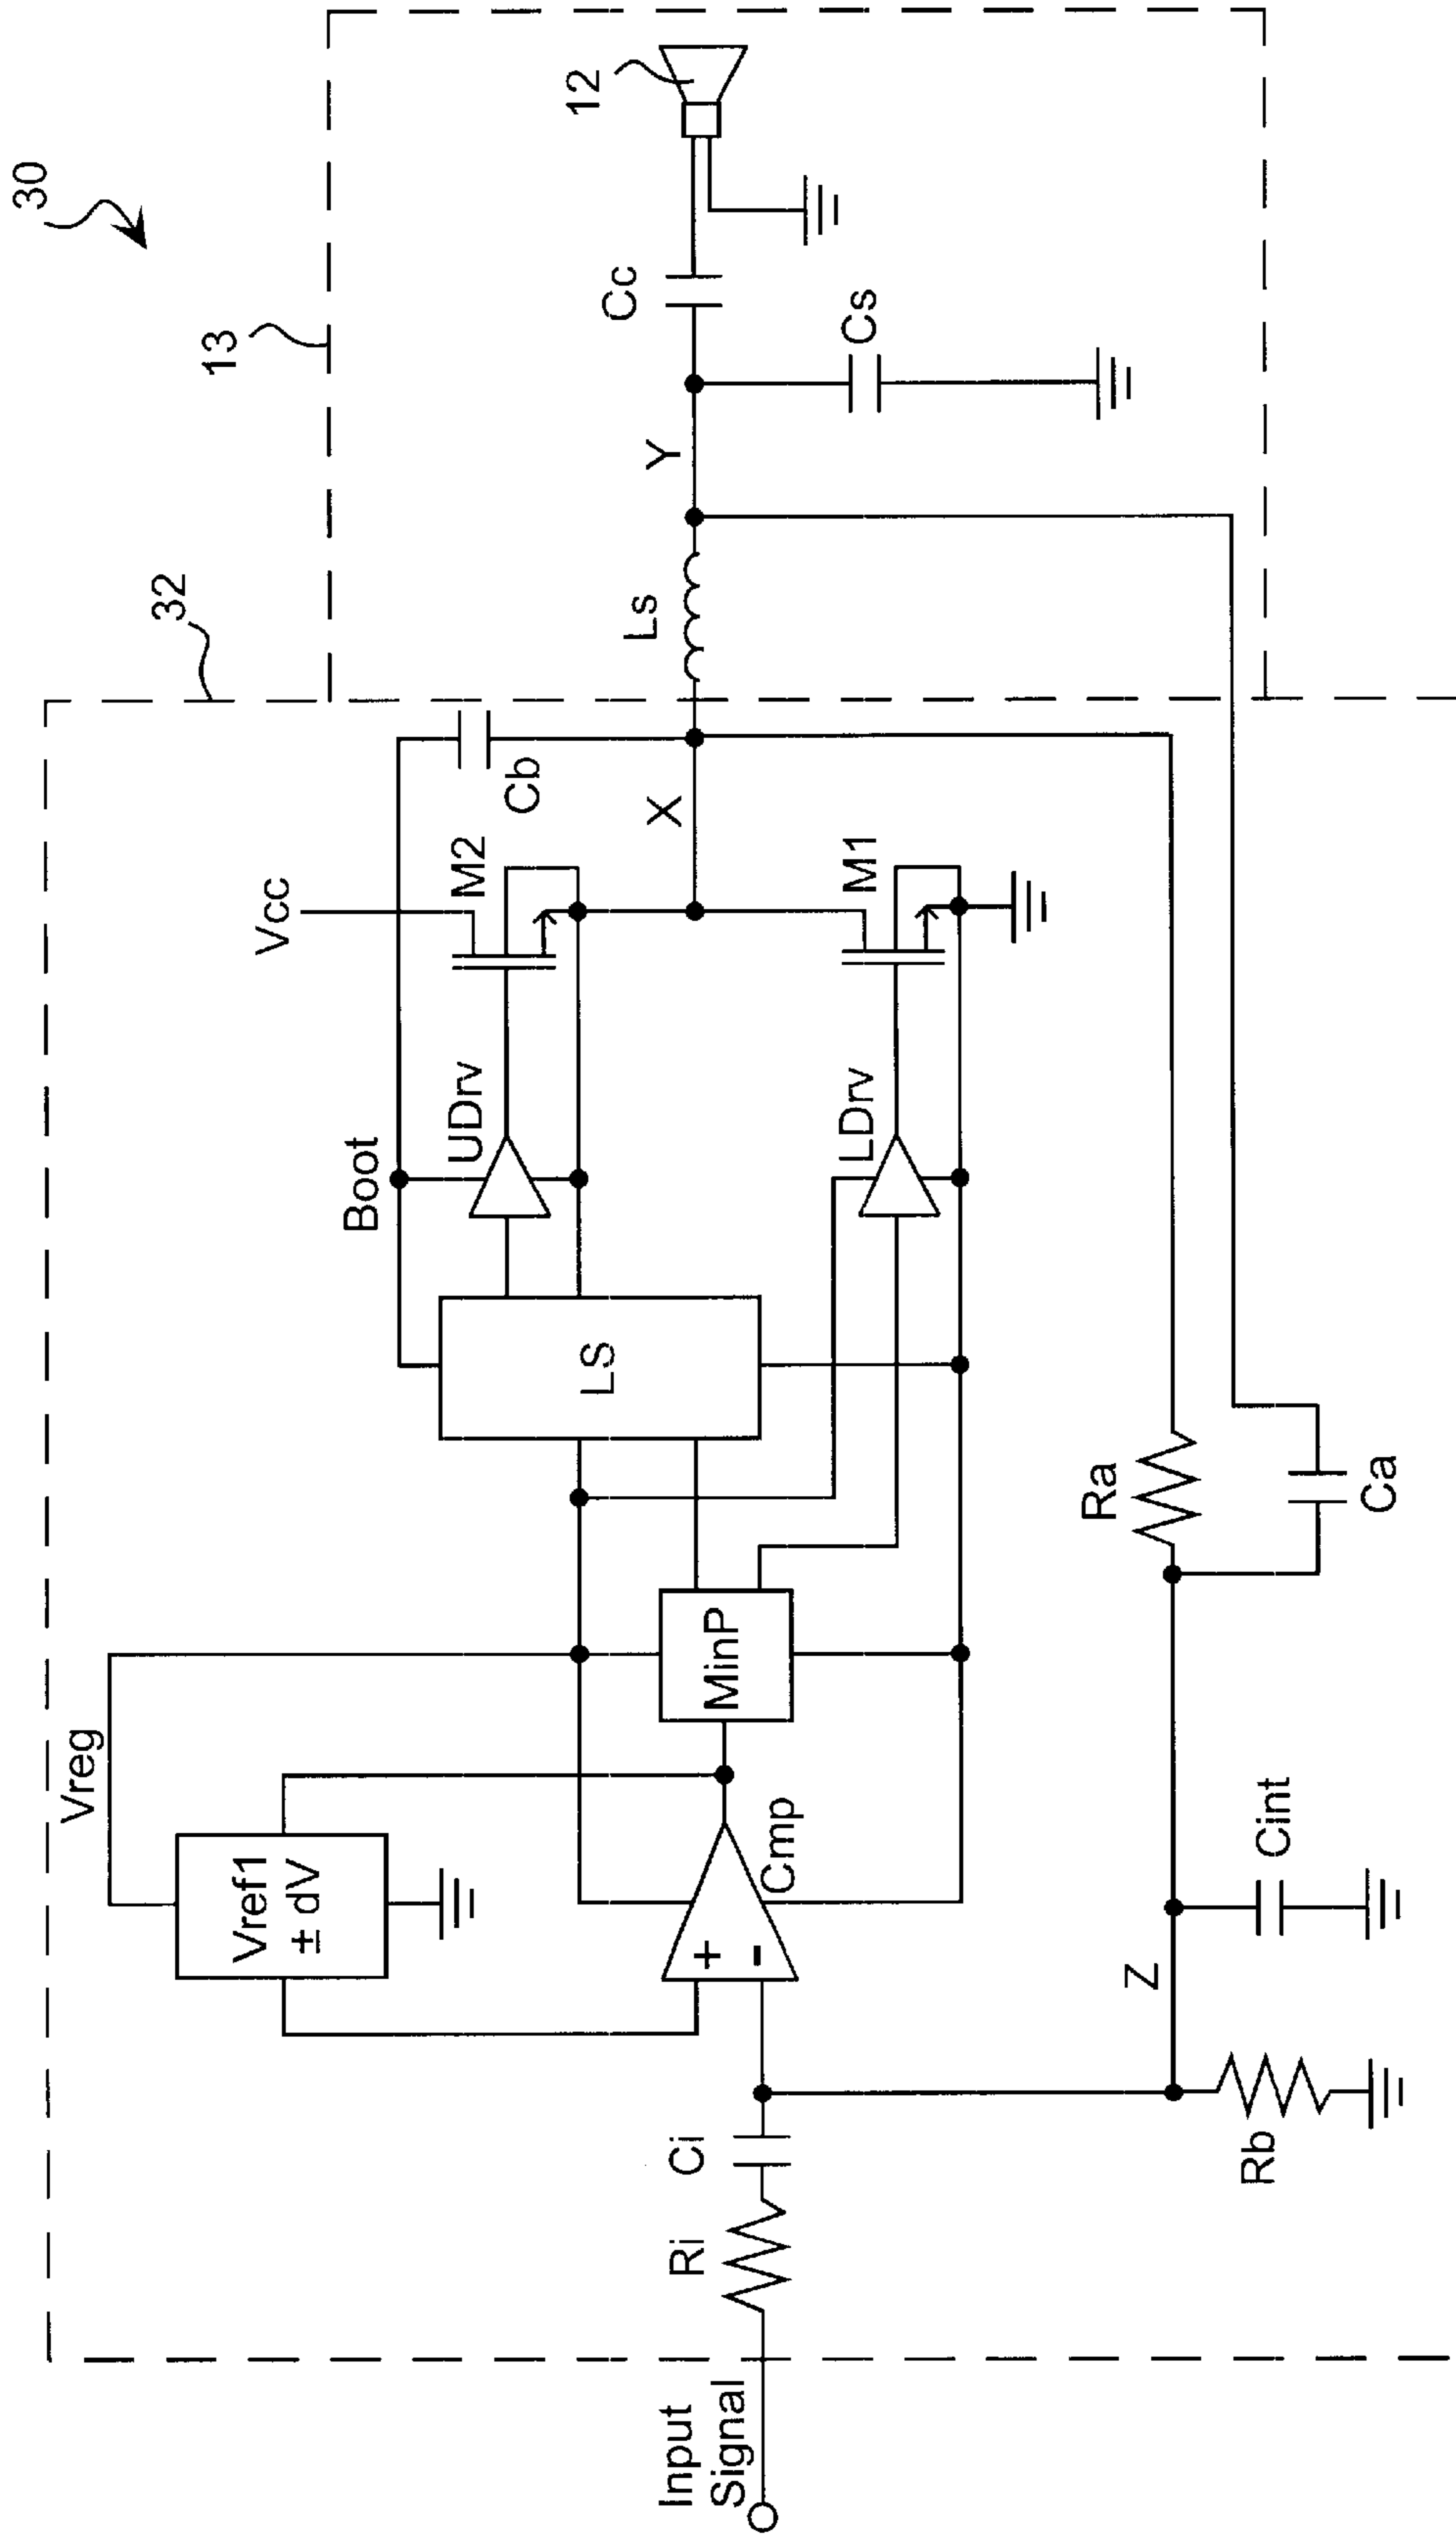 30
32
13
12
Vreg
Vcc
Boot
Vref1
± dV
M2
UDrv
Cb
Cc
Ls
Y
X
LS
MinP
+
-
Cmp
LDrv
M1
Cs
Input
Signal
Ri
Ci
Z
Ra
Rb
Cint
Ca